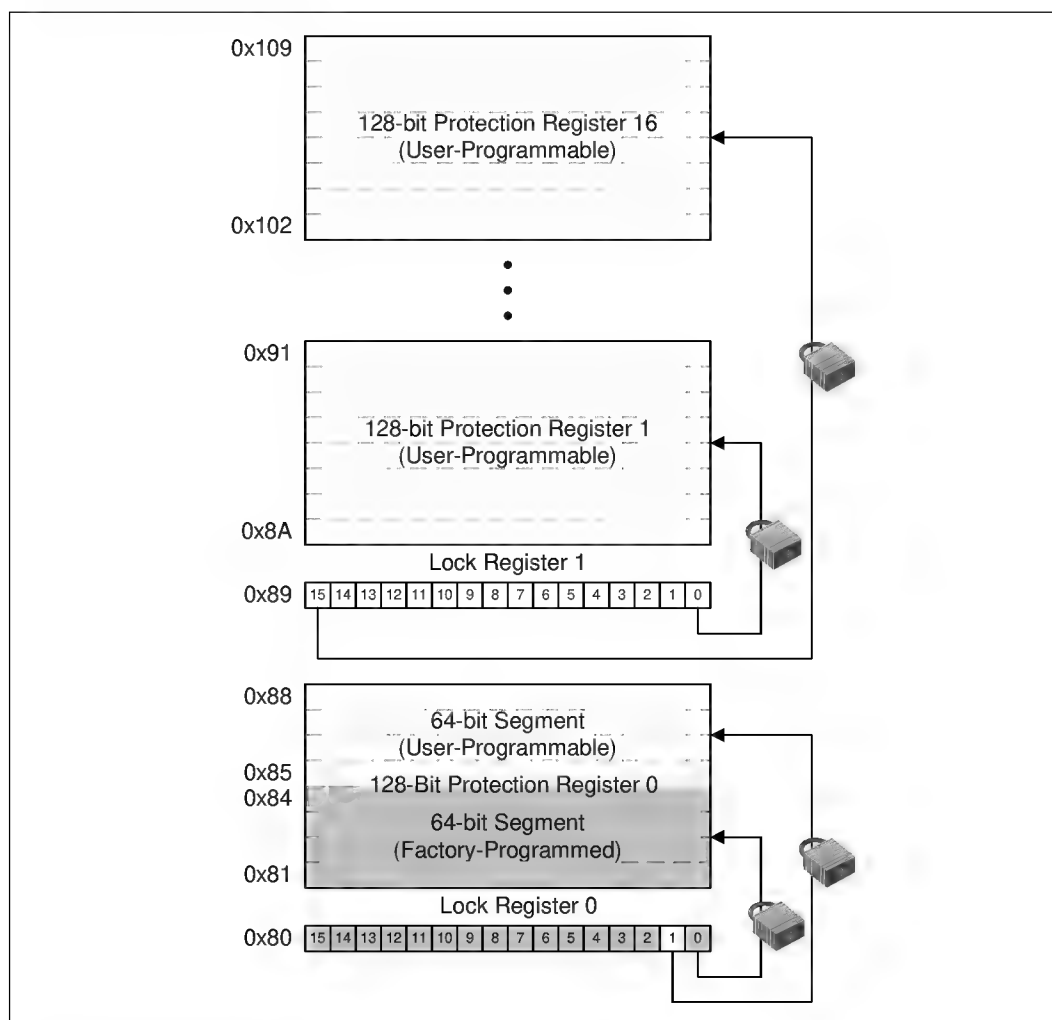 0x109
128-bit Protection Register 16
(User-Programmable)
0x102
0x91
128-bit Protection Register 1
(User-Programmable)
0x8A
Lock Register 1
0x89
15 14 13 12 11 10 9 8 7 6 5 4 3 2 1 0
0x88
64-bit Segment
(User-Programmable)
0x85
128-Bit Protection Register 0
0x84
64-bit Segment
(Factory-Programmed)
0x81
Lock Register 0
0x80
15 14 13 12 11 10 9 8 7 6 5 4 3 2 1 0